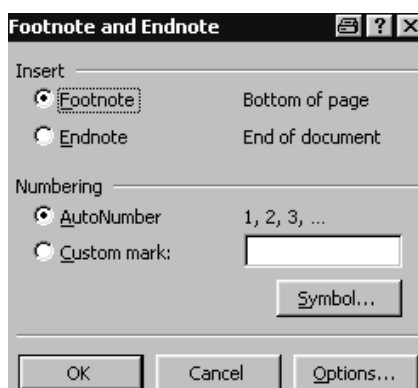 Footnote and Endnote
Insert
Footnote Bottom of page
Endnote End of document
Numbering
AutoNumber 1, 2, 3, ...
Custom mark:
Symbol...
OK Cancel Options...